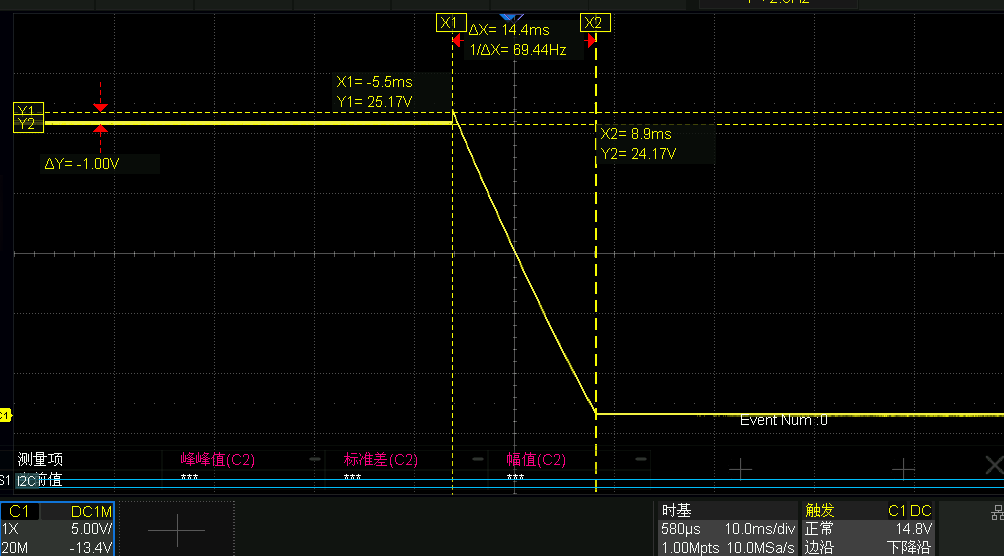 X1
ΔX= 14.4ms
X2
1/ΔX= 69.44Hz
X1= -5.5ms
Y1= 25.17V
Y1
Y2
X2= 8.9ms
Y2= 24.17V
ΔY= -1.00V
Event Num :0
测量项 峰峰值(C2) 标准差(C2) 幅值(C2)
S1 I2C *** *** ***
C1 DC1M
1X 5.00V/
20M -13.4V
时基
580µs 10.0ms/div
1.00Mpts 10.0MSa/s
触发 C1 DC
正常 14.8V
边沿 下降沿